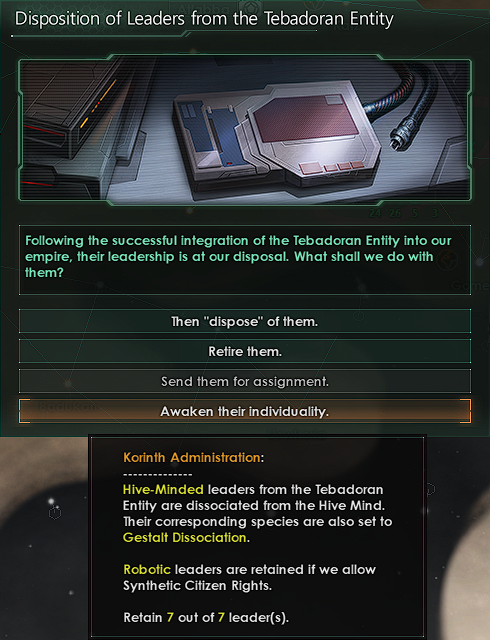 Disposition of Leaders from the Tebadoran Entity
Following the successful integration of the Tebadoran Entity into our
empire, their leadership is at our disposal. What shall we do with
them?
Then "dispose" of them.
Retire them.
Send them for assignment.
Awaken their individuality.
Korinth Administration:
--------------
Hive-Minded leaders from the Tebadoran
Entity are dissociated from the Hive Mind.
Their corresponding species are also set to
Gestalt Dissociation.
Robotic leaders are retained if we allow
Synthetic Citizen Rights.
Retain 7 out of 7 leader(s).